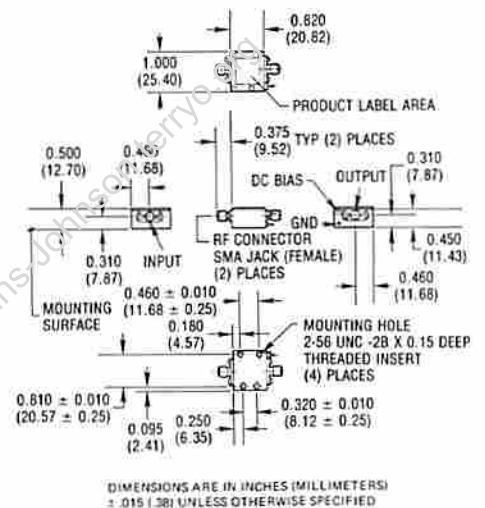 0.820
(20.82)
1.000
(25.40)
PRODUCT LABEL AREA
0.375 TYP (2) PLACES
(9.52)
0.500
(12.70)
(11.68)
DC BIAS
OUTPUT
0.310
(7.87)
GND
INPUT
0.310
(7.87)
RF CONNECTOR
SMA JACK (FEMALE)
(2) PLACES
0.450
(11.43)
0.460
(11.68)
MOUNTING
SURFACE
0.460 ± 0.010
(11.68 ± 0.25)
0.180
(4.57)
MOUNTING HOLE
2-56 UNC -2B X 0.15 DEEP
THREADED INSERT
(4) PLACES
0.810 ± 0.010
(20.57 ± 0.25)
0.095
(2.41)
0.250
(6.35)
0.320 ± 0.010
(8.12 ± 0.25)
DIMENSIONS ARE IN INCHES (MILLIMETERS)
± .015 (.38) UNLESS OTHERWISE SPECIFIED